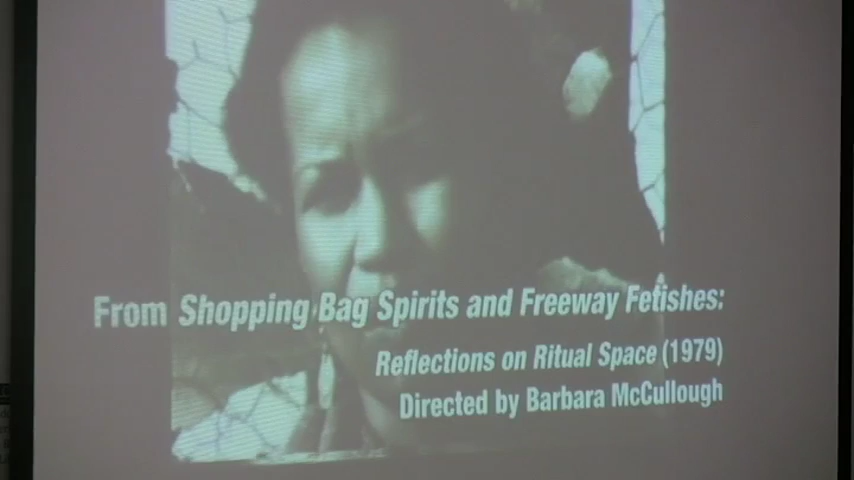 From Shopping Bag Spirits and Freeway Fetishes:
Reflections on Ritual Space (1979)
Directed by Barbara McCullough